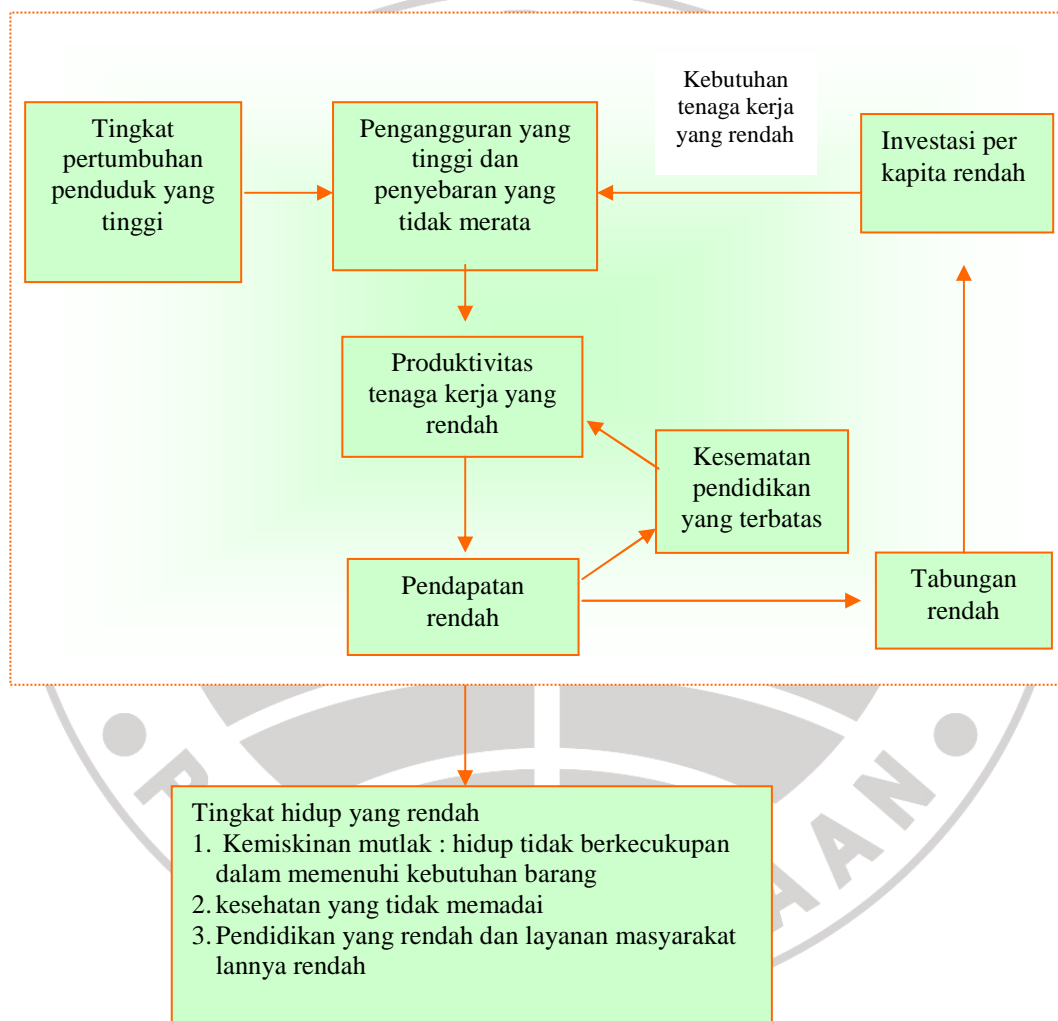 Kebutuhan
tenaga kerja
yang rendah
Tingkat
pertumbuhan
penduduk yang
tinggi
Pengangguran yang
tinggi dan
penyebaran yang
tidak merata
Investasi per
kapita rendah
Produktivitas
tenaga kerja yang
rendah
Kesematan
pendidikan
yang terbatas
Pendapatan
rendah
Tabungan
rendah
Tingkat hidup yang rendah
1. Kemiskinan mutlak : hidup tidak berkecukupan
dalam memenuhi kebutuhan barang
2. kesehatan yang tidak memadai
3. Pendidikan yang rendah dan layanan masyarakat
lannya rendah